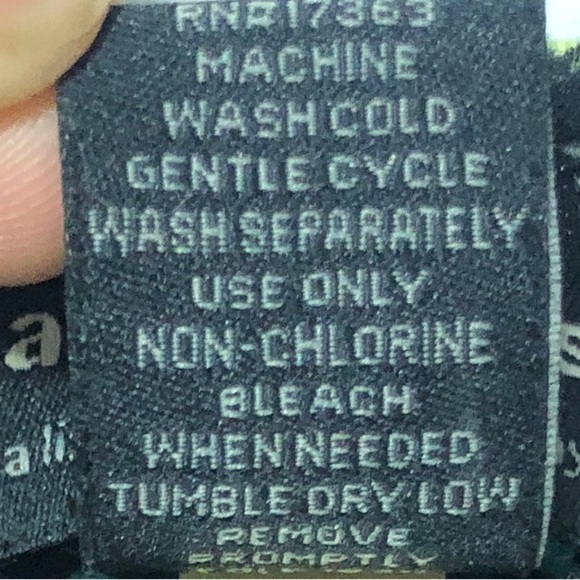 RN#17363
MACHINE
WASH COLD
GENTLE CYCLE
WASH SEPARATELY
USE ONLY
NON-CHLORINE
BLEACH
WHEN NEEDED
TUMBLE DRY LOW
REMOVE
PROMPTLY